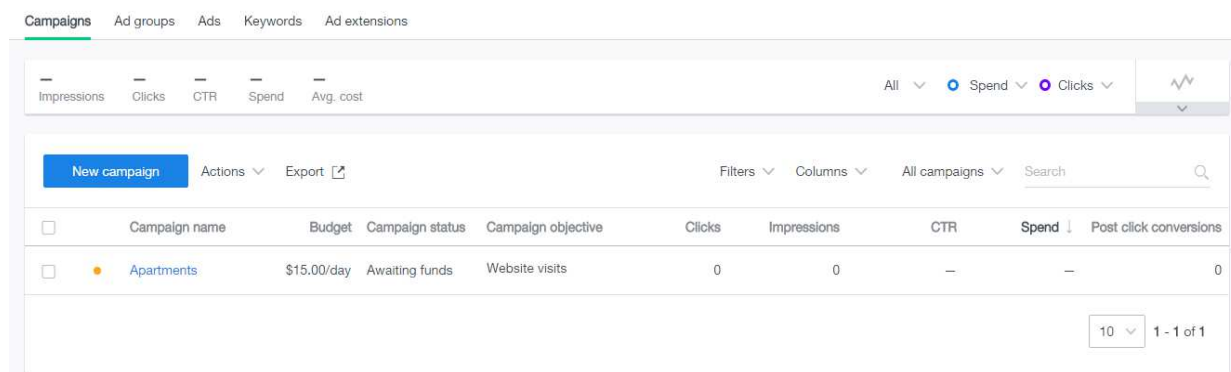 Campaigns Ad groups Ads Keywords Ad extensions
— — — — —
Impressions Clicks CTR Spend Avg. cost
All Spend Clicks
New campaign Actions Export Filters Columns All campaigns Search
Campaign name Budget Campaign status Campaign objective Clicks Impressions CTR Spend ↓ Post click conversions
Apartments $15.00/day Awaiting funds Website visits 0 0 — — 0
10 1 - 1 of 1